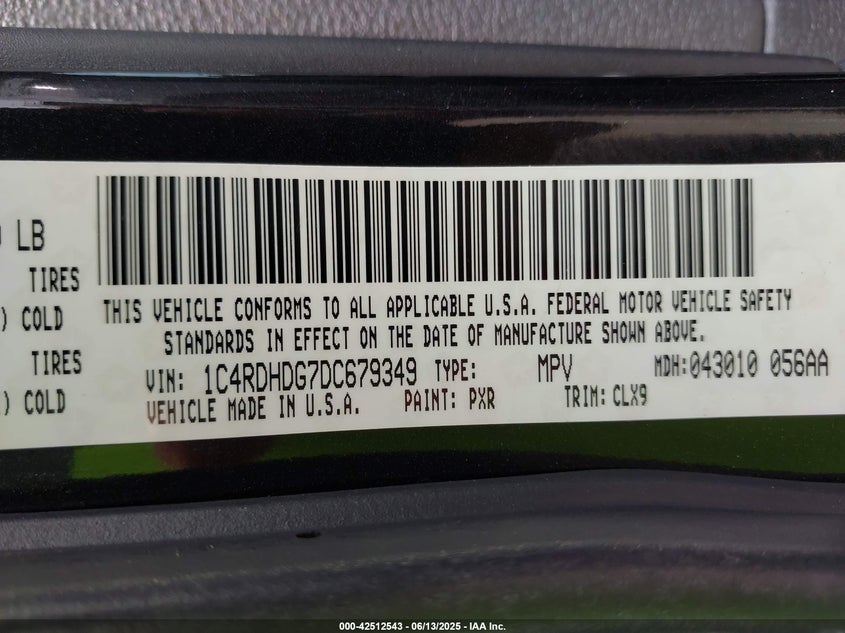 LB
TIRES
) COLD
TIRES
) COLD
THIS VEHICLE CONFORMS TO ALL APPLICABLE U.S.A. FEDERAL MOTOR VEHICLE SAFETY
STANDARDS IN EFFECT ON THE DATE OF MANUFACTURE SHOWN ABOVE.
VIN: 1C4RDHDG7DC679349 TYPE: MPV MDH:043010 056AA
VEHICLE MADE IN U.S.A. PAINT: PXR TRIM: CLX9
000-42512543 - 06/13/2025 - IAA Inc.